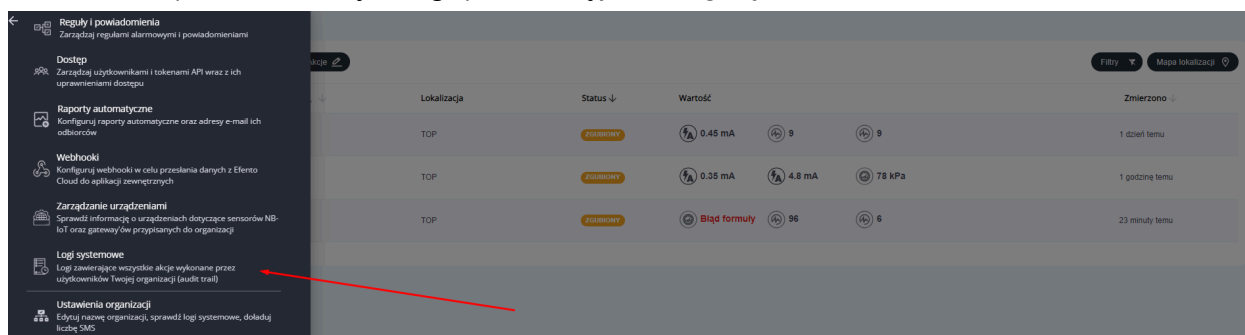 Reguły i powiadomienia
Zarządzaj regułami alarmowymi i powiadomieniami
Dostęp
Zarządzaj użytkownikami i tokenami API wraz z ich
uprawnieniami dostępu
Raporty automatyczne
Konfiguruj raporty automatyczne oraz adresy e-mail ich
odbiorców
Webhooki
Konfiguruj webhooki w celu przesłania danych z Efento
Cloud do aplikacji zewnętrznych
Zarządzanie urządzeniami
Sprawdź informację o urządzeniach dotyczące sensorów NB-
IoT oraz gateway'ów przypisanych do organizacji
Logi systemowe
Logi zawierające wszystkie akcje wykonane przez
użytkowników Twojej organizacji (audit trail)
Ustawienia organizacji
Edytuj nazwę organizacji, sprawdź logi systemowe, doładuj
liczbę SMS
kcje Filtry Mapa lokalizacji
Lokalizacja Status Wartość Zmierzono
TOP ZGUBIONY 0.45 mA 9 9 1 dzień temu
TOP ZGUBIONY 0.35 mA 4.8 mA 78 kPa 1 godzinę temu
TOP ZGUBIONY Błąd formuły 96 6 23 minuty temu